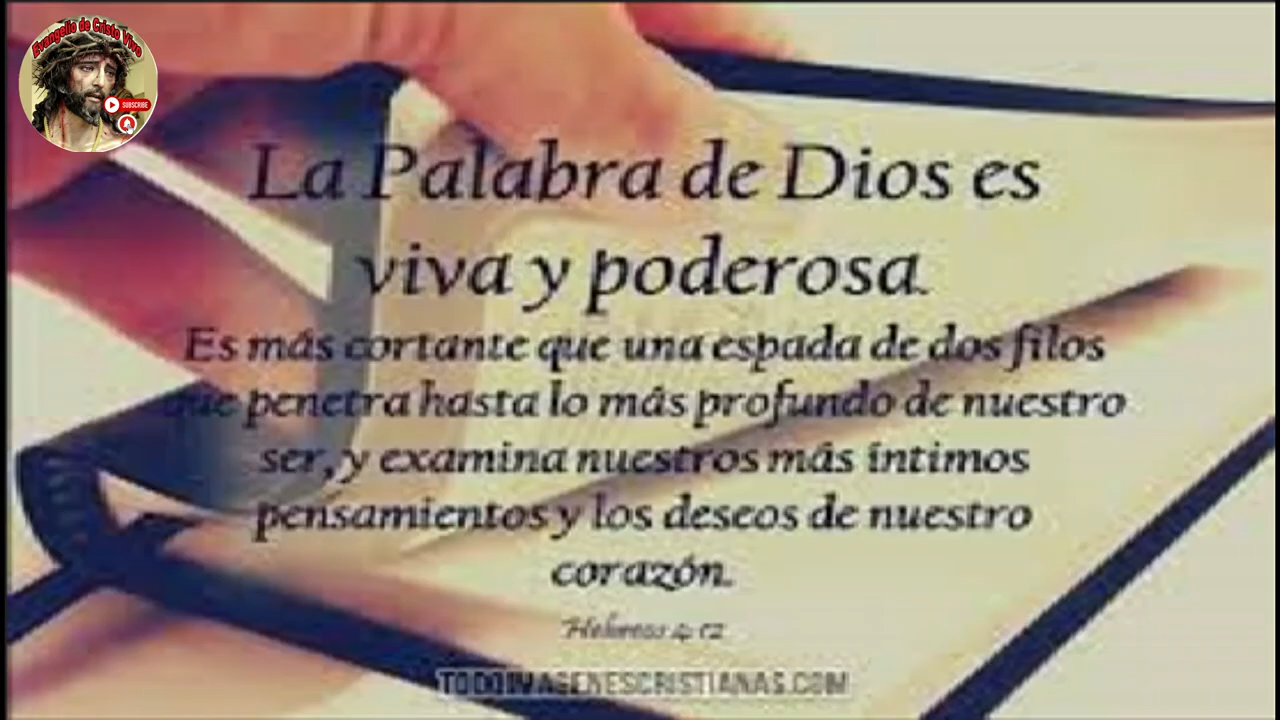 Evangelio de Cristo Vivo
SUBSCRIBE
La Palabra de Dios es
viva y poderosa.
Es más cortante que una espada de dos filos
que penetra hasta lo más profundo de nuestro
ser, y examina nuestros más íntimos
pensamientos y los deseos de nuestro
corazón.
Hebreos 4:12
TODOIMAGENESCRISTIANAS.COM